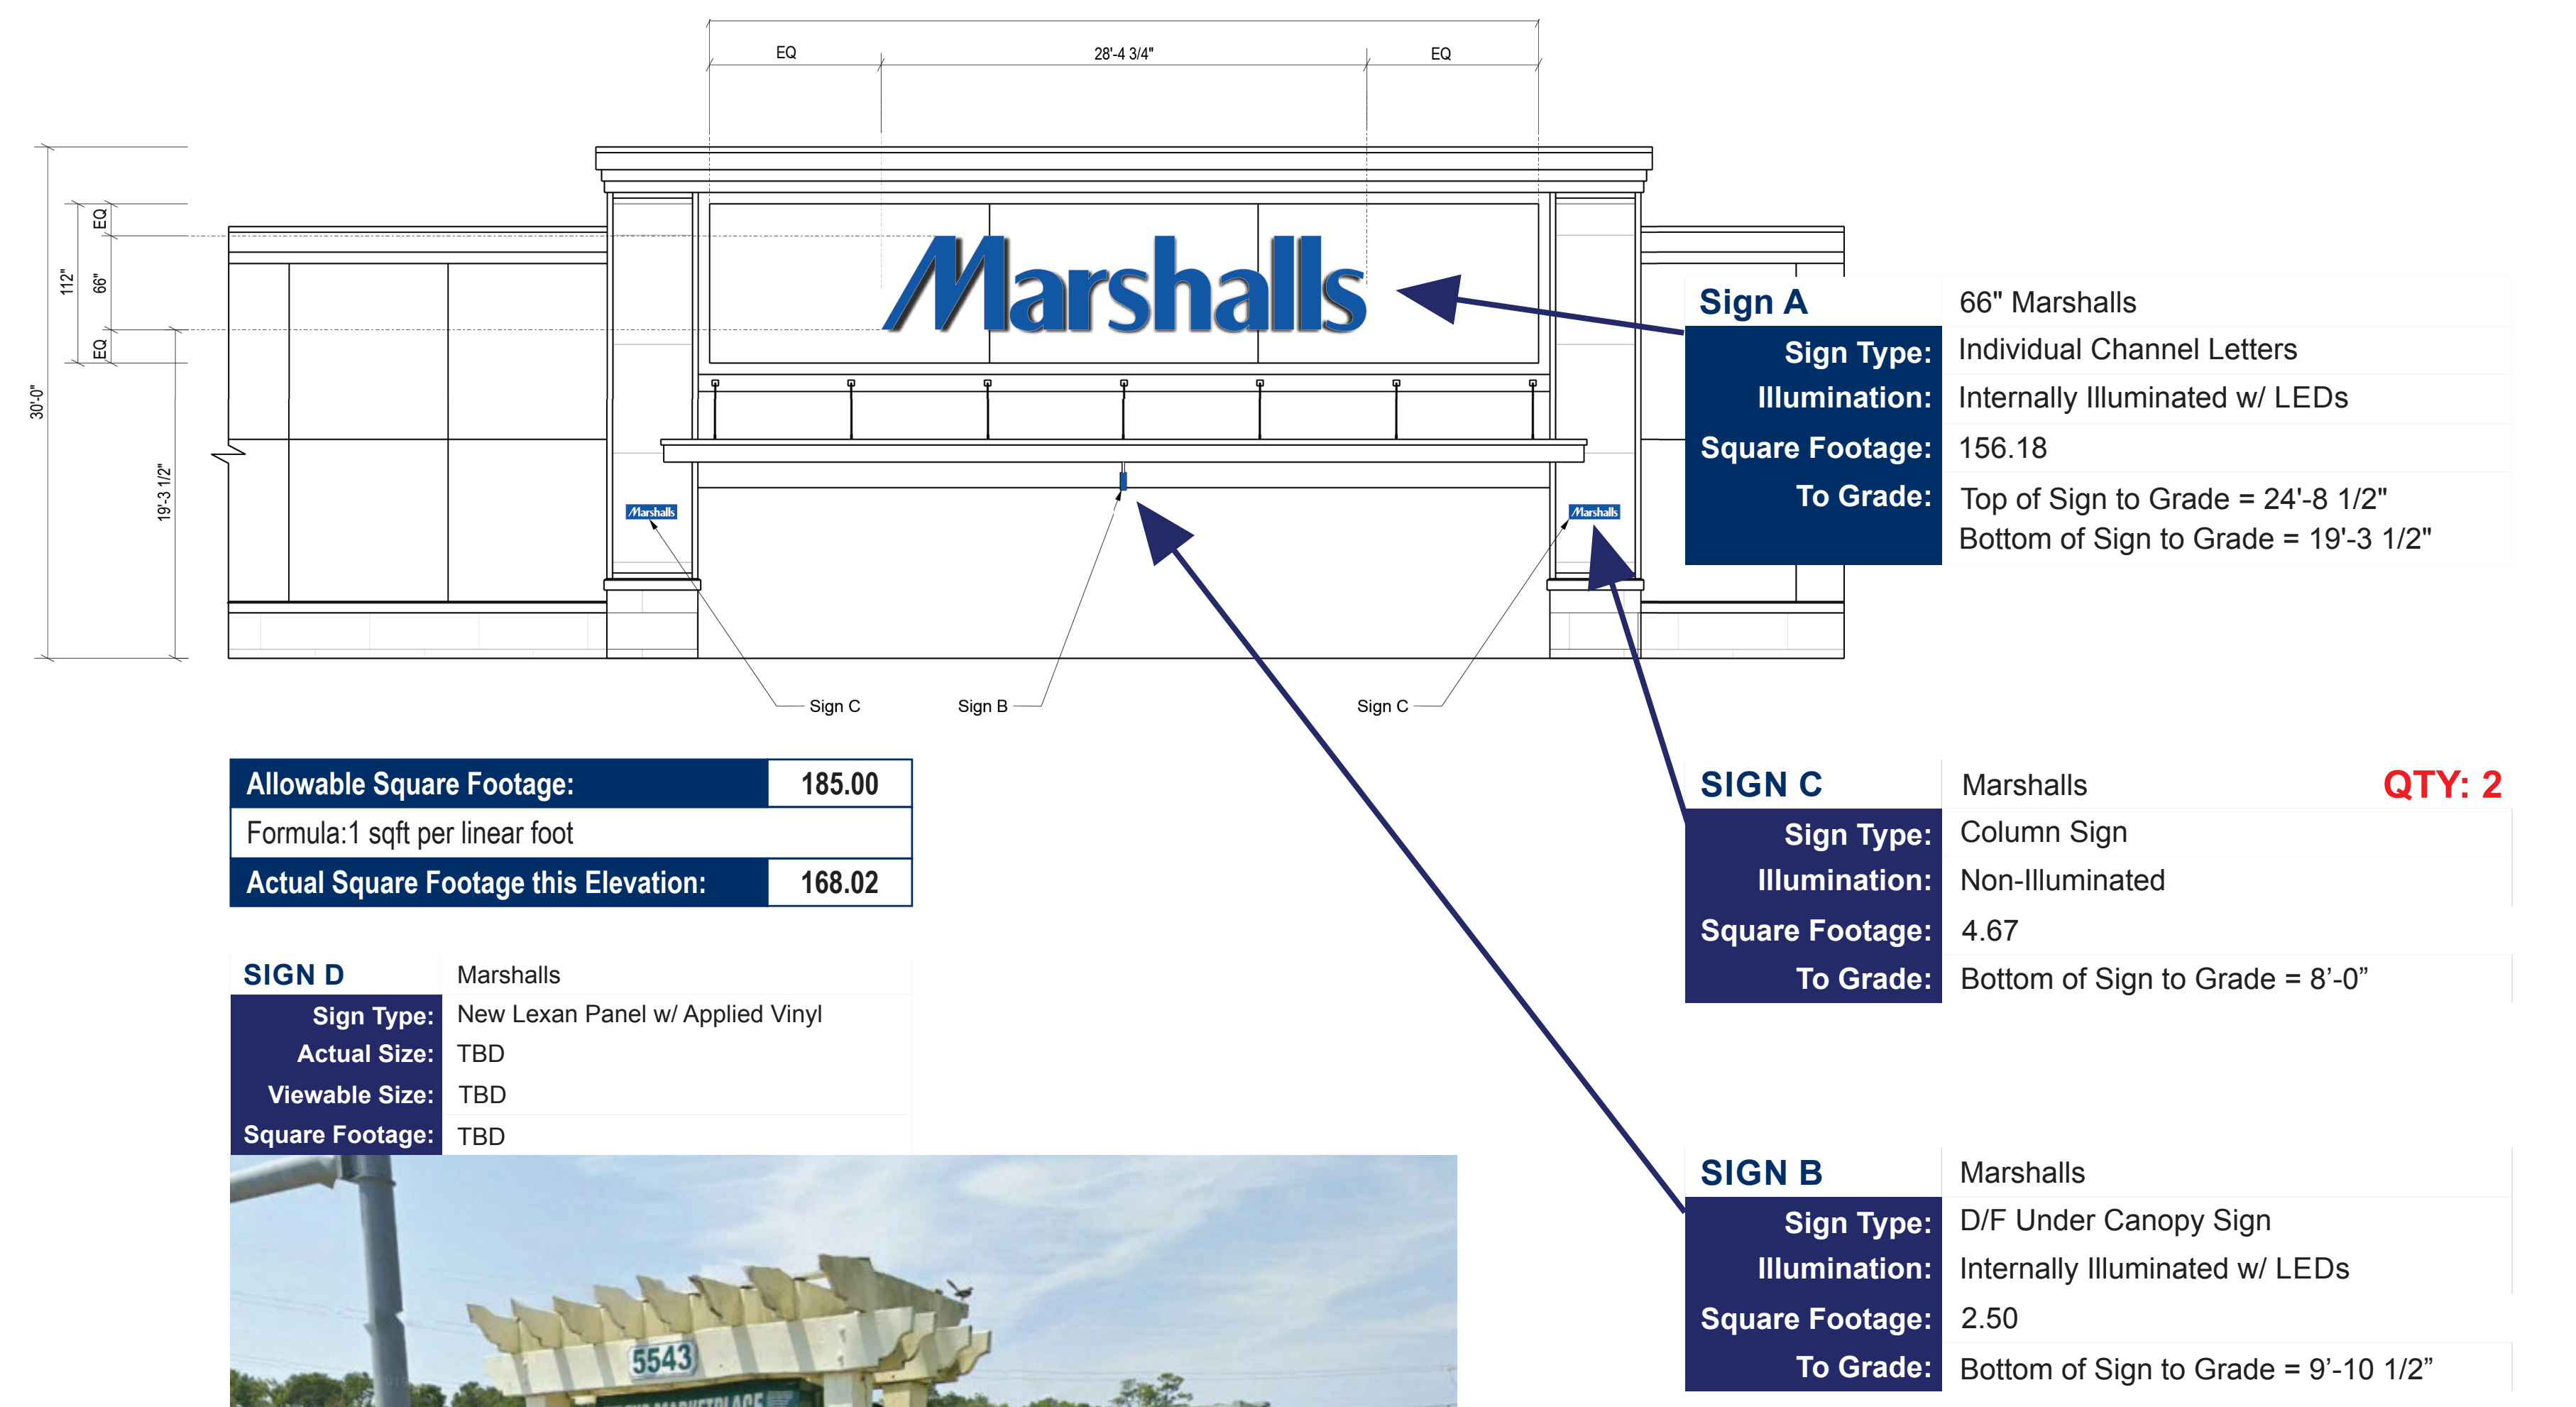 EQ
28'-4 3/4"
EQ
EQ
112"
66"
EQ
30'-0"
19'-3 1/2"
Marshalls
Marshalls
Marshalls
Sign C
Sign B
Sign C
Sign A 66" Marshalls
Sign Type: Individual Channel Letters
Illumination: Internally Illuminated w/ LEDs
Square Footage: 156.18
To Grade: Top of Sign to Grade = 24'-8 1/2"
Bottom of Sign to Grade = 19'-3 1/2"
Allowable Square Footage: 185.00
Formula:1 sqft per linear foot
Actual Square Footage this Elevation: 168.02
SIGN C Marshalls QTY: 2
Sign Type: Column Sign
Illumination: Non-Illuminated
Square Footage: 4.67
To Grade: Bottom of Sign to Grade = 8’-0”
SIGN D Marshalls
Sign Type: New Lexan Panel w/ Applied Vinyl
Actual Size: TBD
Viewable Size: TBD
Square Footage: TBD
5543
MARKETPLACE
SIGN B Marshalls
Sign Type: D/F Under Canopy Sign
Illumination: Internally Illuminated w/ LEDs
Square Footage: 2.50
To Grade: Bottom of Sign to Grade = 9’-10 1/2”